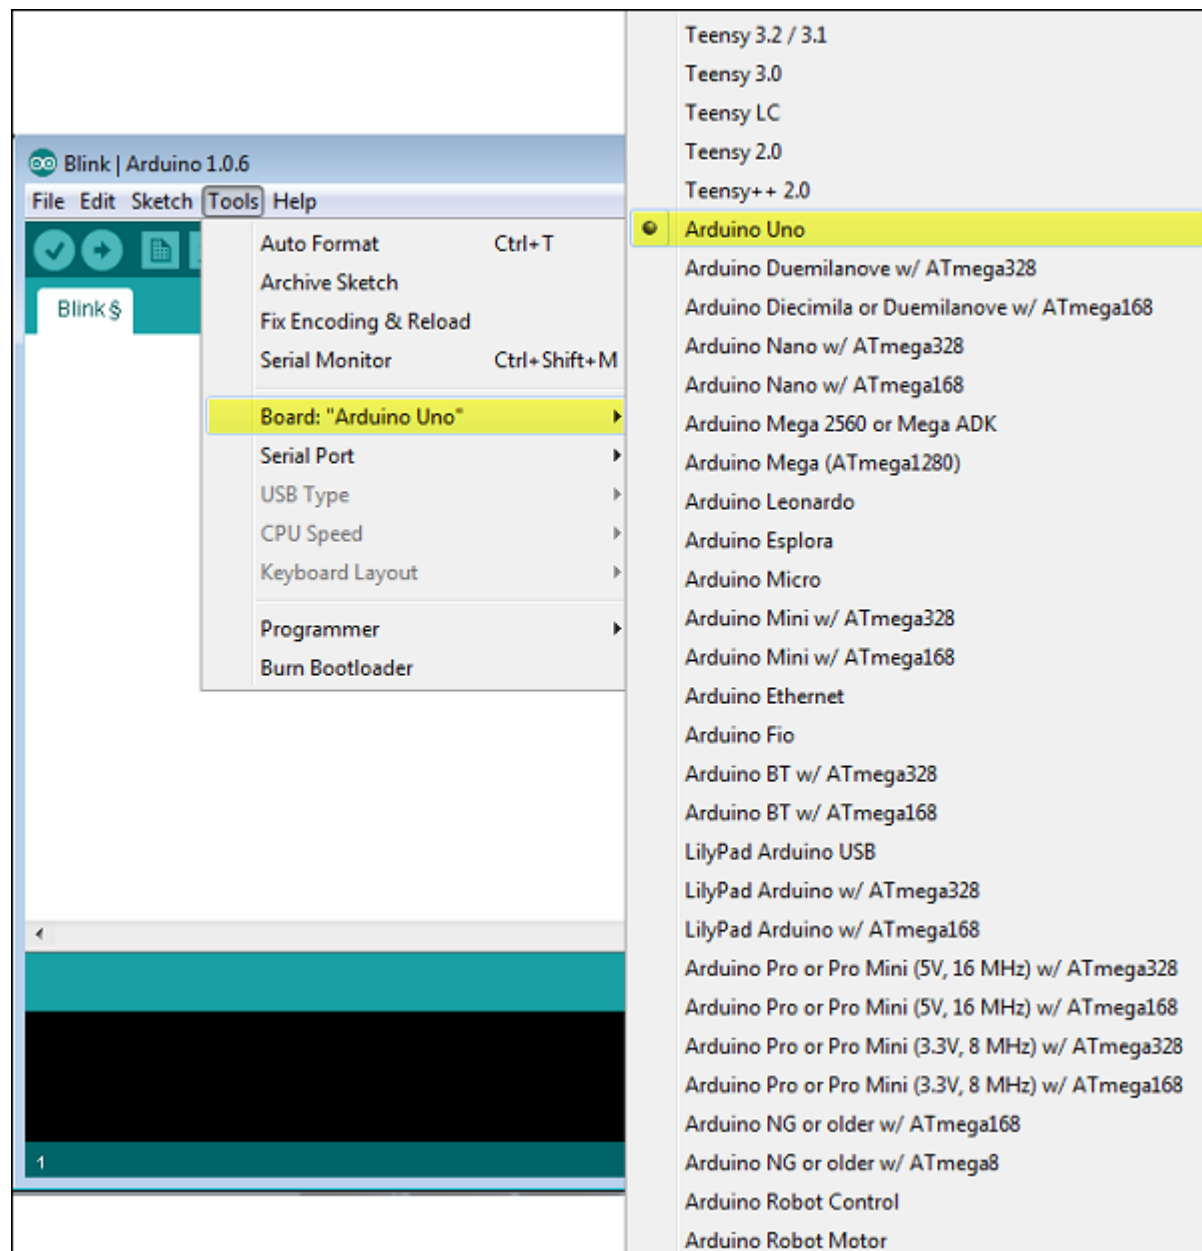 Blink | Arduino 1.0.6
File Edit Sketch Tools Help
Blink §
Auto Format Ctrl+T
Archive Sketch
Fix Encoding & Reload
Serial Monitor Ctrl+Shift+M
Board: "Arduino Uno"
Serial Port
USB Type
CPU Speed
Keyboard Layout
Programmer
Burn Bootloader
1
Teensy 3.2 / 3.1
Teensy 3.0
Teensy LC
Teensy 2.0
Teensy++ 2.0
Arduino Uno
Arduino Duemilanove w/ ATmega328
Arduino Diecimila or Duemilanove w/ ATmega168
Arduino Nano w/ ATmega328
Arduino Nano w/ ATmega168
Arduino Mega 2560 or Mega ADK
Arduino Mega (ATmega1280)
Arduino Leonardo
Arduino Esplora
Arduino Micro
Arduino Mini w/ ATmega328
Arduino Mini w/ ATmega168
Arduino Ethernet
Arduino Fio
Arduino BT w/ ATmega328
Arduino BT w/ ATmega168
LilyPad Arduino USB
LilyPad Arduino w/ ATmega328
LilyPad Arduino w/ ATmega168
Arduino Pro or Pro Mini (5V, 16 MHz) w/ ATmega328
Arduino Pro or Pro Mini (5V, 16 MHz) w/ ATmega168
Arduino Pro or Pro Mini (3.3V, 8 MHz) w/ ATmega328
Arduino Pro or Pro Mini (3.3V, 8 MHz) w/ ATmega168
Arduino NG or older w/ ATmega168
Arduino NG or older w/ ATmega8
Arduino Robot Control
Arduino Robot Motor